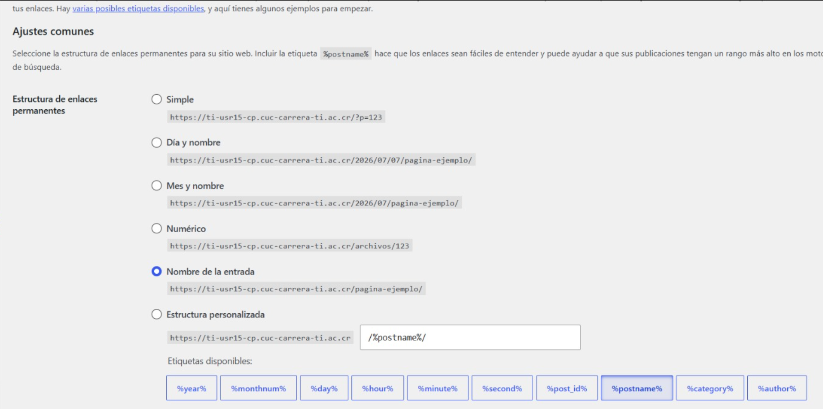 tus enlaces. Hay varias posibles etiquetas disponibles, y aquí tienes algunos ejemplos para empezar.
Ajustes comunes
Seleccione la estructura de enlaces permanentes para su sitio web. Incluir la etiqueta %postname% hace que los enlaces sean fáciles de entender y puede ayudar a que sus publicaciones tengan un rango más alto en los moto
de búsqueda.
Estructura de enlaces
permanentes
Simple
https://ti-usr15-cp.cuc-carrera-ti.ac.cr/?p=123
Día y nombre
https://ti-usr15-cp.cuc-carrera-ti.ac.cr/2026/07/07/pagina-ejemplo/
Mes y nombre
https://ti-usr15-cp.cuc-carrera-ti.ac.cr/2026/07/pagina-ejemplo/
Numérico
https://ti-usr15-cp.cuc-carrera-ti.ac.cr/archivos/123
Nombre de la entrada
https://ti-usr15-cp.cuc-carrera-ti.ac.cr/pagina-ejemplo/
Estructura personalizada
https://ti-usr15-cp.cuc-carrera-ti.ac.cr /%postname%/
Etiquetas disponibles:
%year% %monthnum% %day% %hour% %minute% %second% %post_id% %postname% %category% %author%